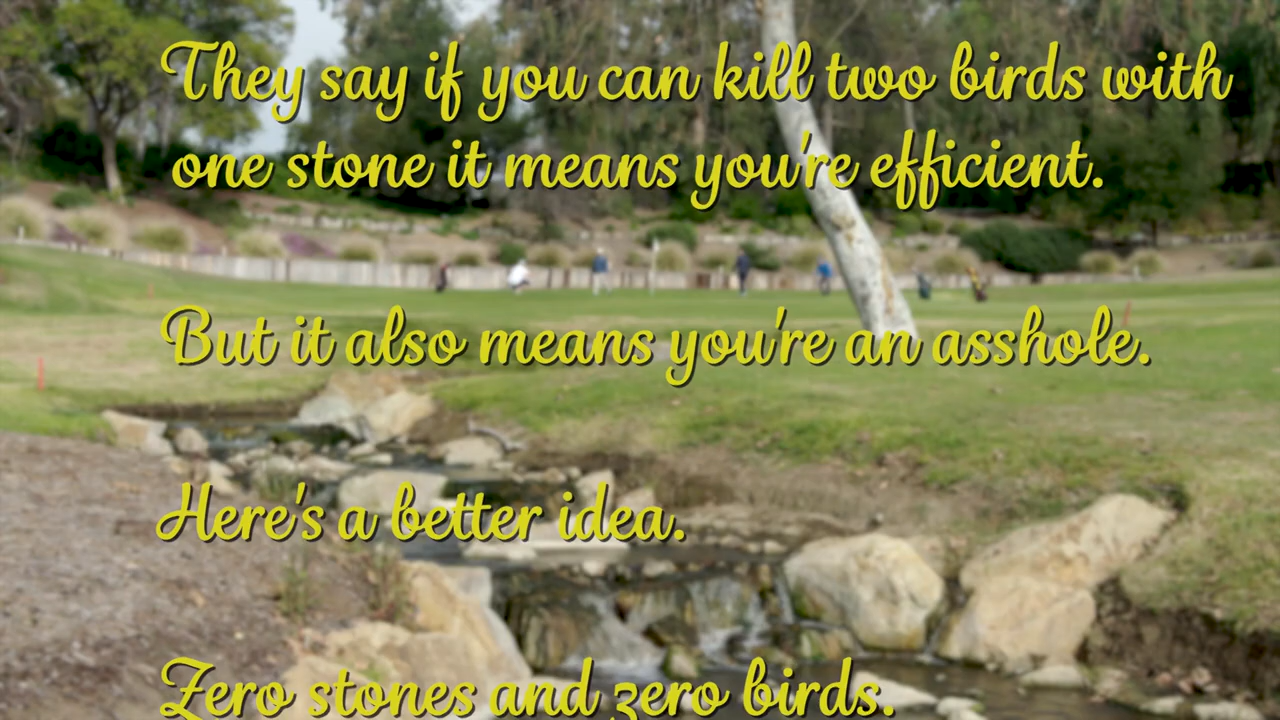 They say if you can kill two birds with
one stone it means you're efficient.
But it also means you're an asshole.
Here's a better idea.
Zero stones and zero birds.